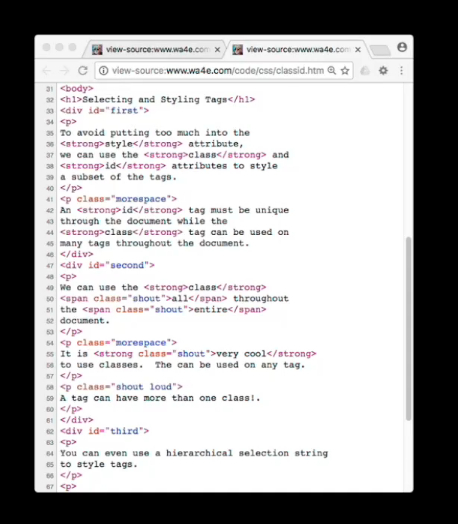 view-source:www.wa4e.com
view-source:www.wa4e.com
view-source:www.wa4e.com/code/css/classid.htm
31 <body>
32 <h1>Selecting and Styling Tags</h1>
33 <div id="first">
34 <p>
35 To avoid putting too much into the
36 <strong>style</strong> attribute,
37 we can use the <strong>class</strong> and
38 <strong>id</strong> attributes to style
39 a subset of the tags.
40 </p>
41 <p class="morespace">
42 An <strong>id</strong> tag must be unique
43 through the document while the
44 <strong>class</strong> tag can be used on
45 many tags throughout the document.
46 </div>
47 <div id="second">
48 <p>
49 We can use the <strong>class</strong>
50 <span class="shout">all</span> throughout
51 the <span class="shout">entire</span>
52 document.
53 </p>
54 <p class="morespace">
55 It is <strong class="shout">very cool</strong>
56 to use classes.  The can be used on any tag.
57 </p>
58 <p class="shout loud">
59 A tag can have more than one class!.
60 </p>
61 </div>
62 <div id="third">
63 <p>
64 You can even use a hierarchical selection string
65 to style tags.
66 </p>
67 <p>